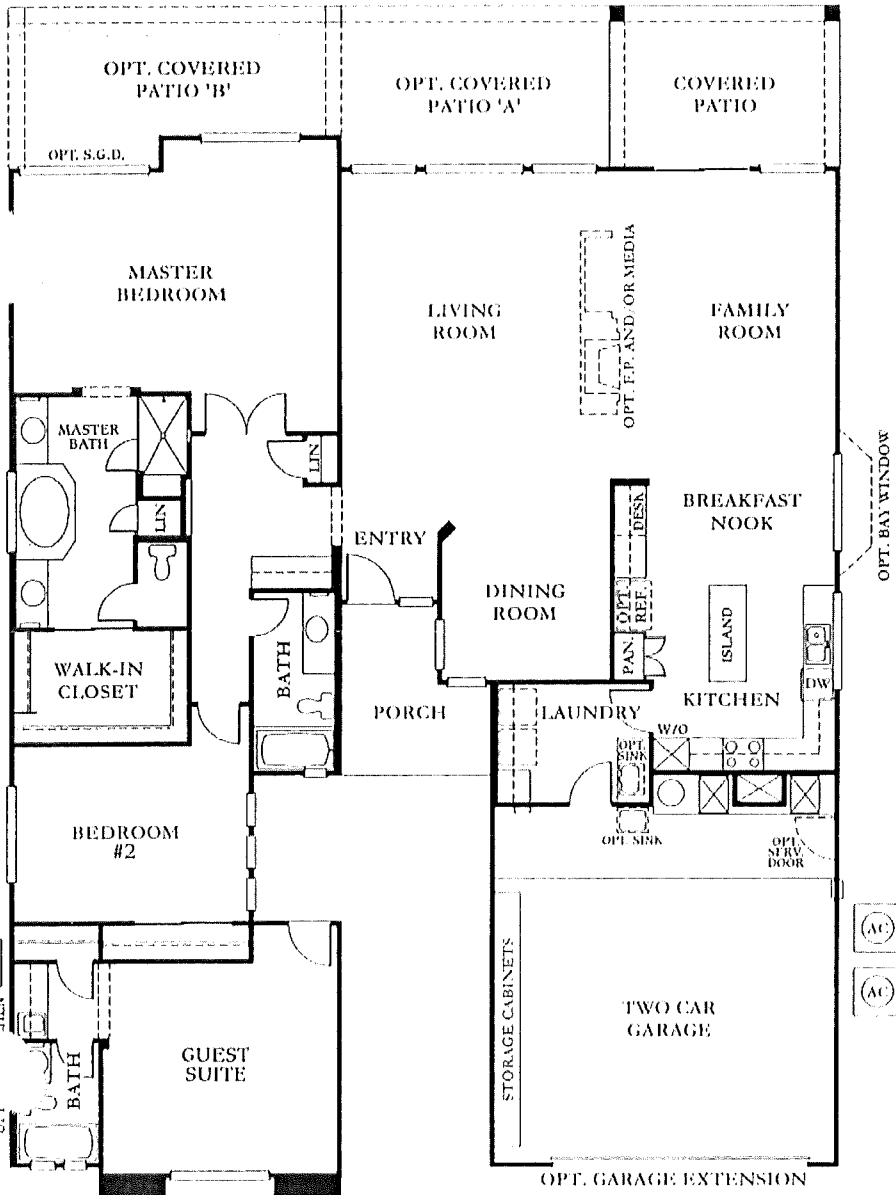 OPT. COVERED
PATIO 'B'
OPT. COVERED
PATIO 'A'
COVERED
PATIO
OPT. S.G.D.
MASTER
BEDROOM
LIVING
ROOM
OPT. F.P. AND/OR MEDIA
FAMILY
ROOM
MASTER
BATH
LIN
LIN
ENTRY
DESK
BREAKFAST
NOOK
OPT. BAY WINDOW
DINING
ROOM
OPT.
REF.
ISLAND
PAN.
DW
WALK-IN
CLOSET
BATH
PORCH
LAUNDRY
KITCHEN
W/O
OPT.
SINK
BEDROOM
#2
OPT. SINK
OPT.
SERV.
DOOR
AC
AC
STORAGE CABINETS
TWO CAR
GARAGE
GUEST
SUITE
BATH
OPT. GARAGE EXTENSION